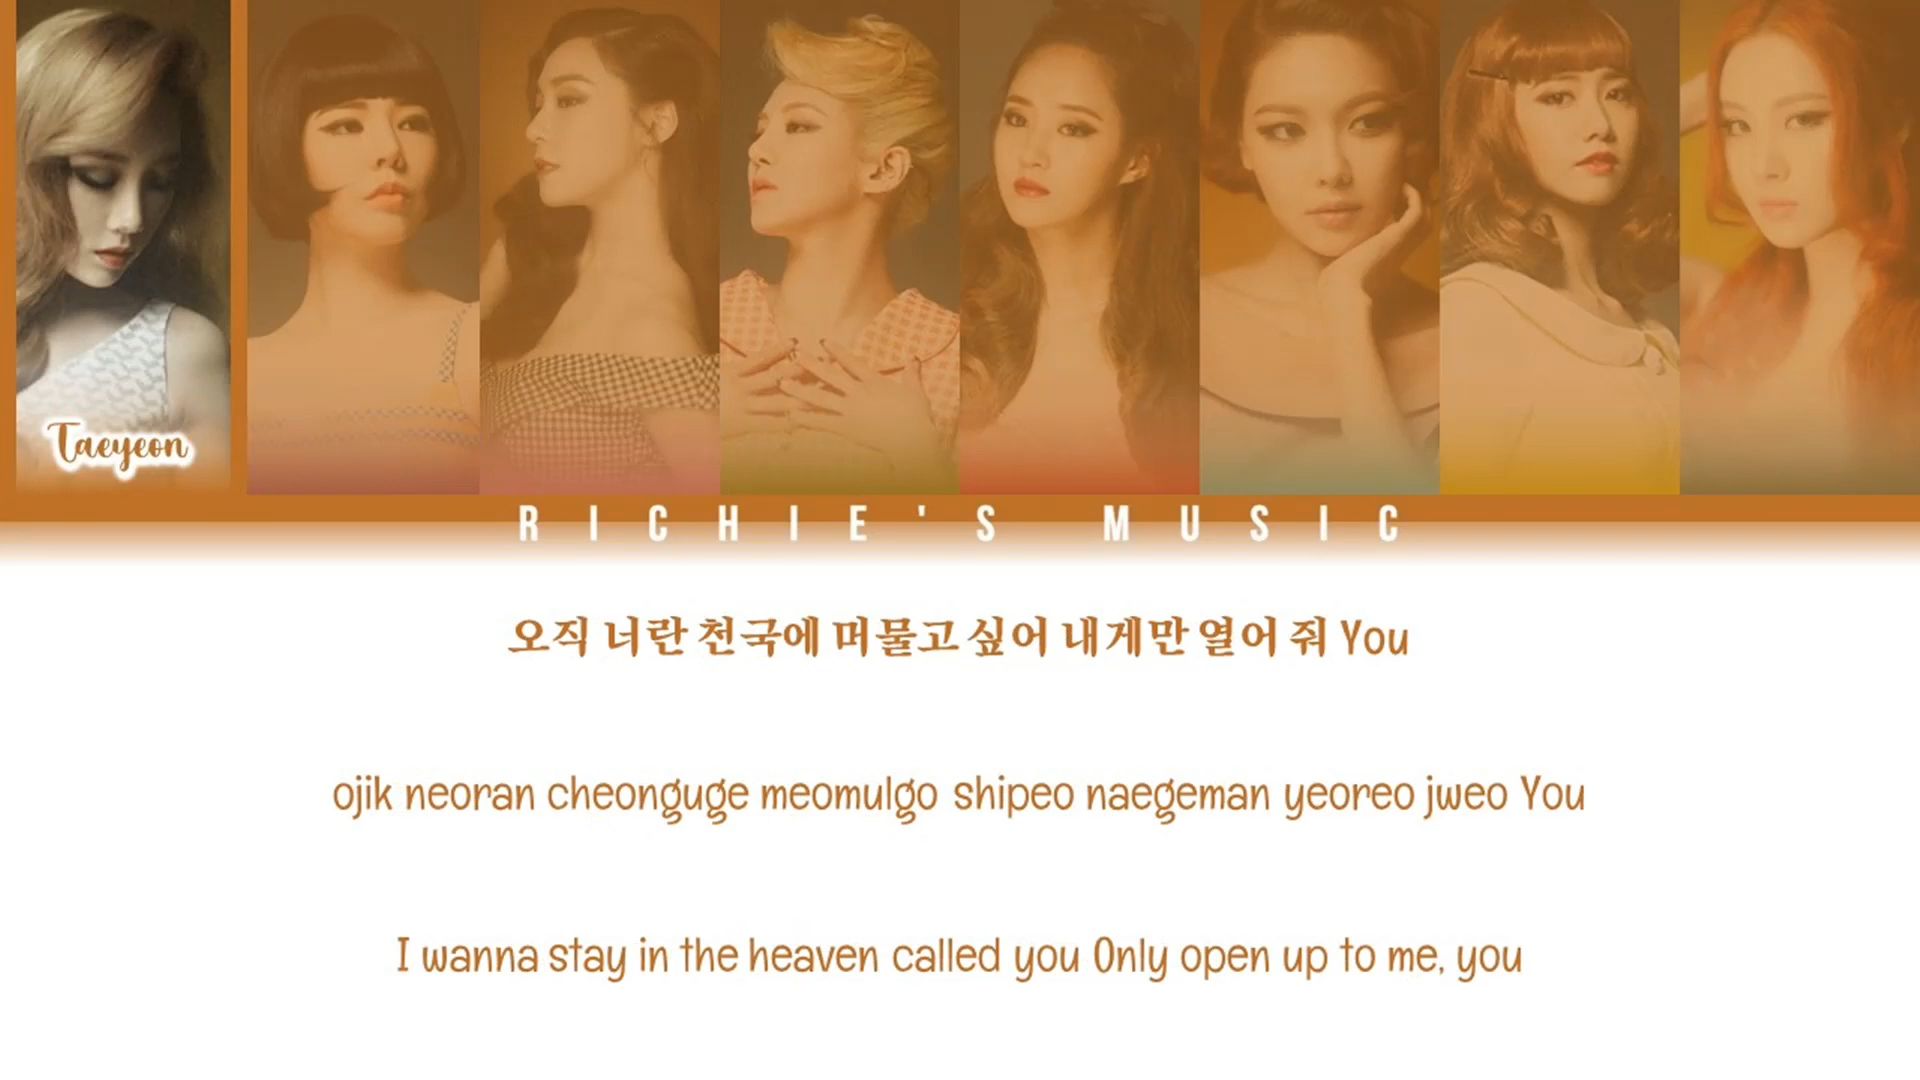 Taeyeon
RICHIE'S MUSIC
오직 너란 천국에 머물고 싶어 내게만 열어 줘 You
ojik neoran cheonguge meomulgo shipeo naegeman yeoreo jweo You
I wanna stay in the heaven called you Only open up to me, you